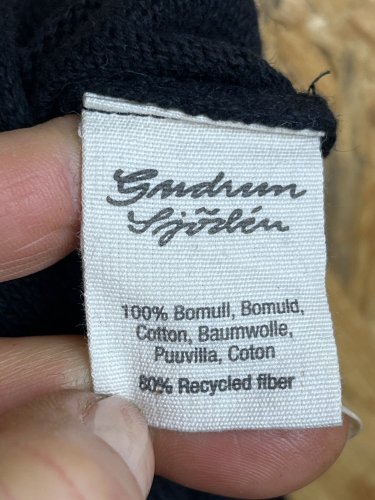 Gudrun
Sjödén
100% Bomull, Bomuld,
Cotton, Baumwolle,
Puuvilla, Coton
80% Recycled fiber